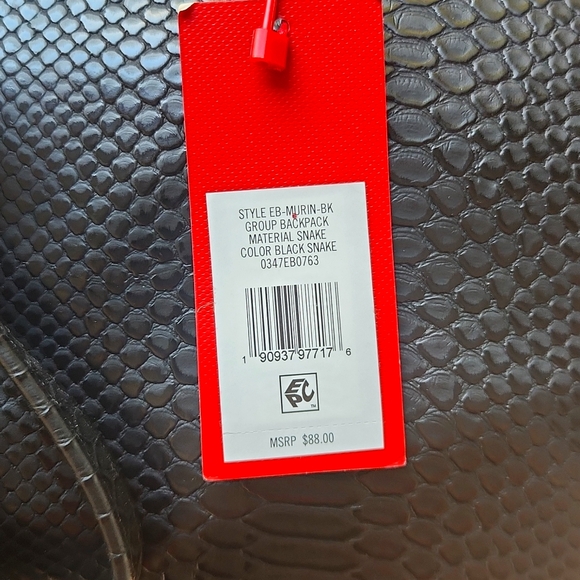 STYLE EB-MURIN-BK
GROUP BACKPACK
MATERIAL SNAKE
COLOR BLACK SNAKE
0347EB0763
1 90937 97717 6
EPC™
MSRP $88.00